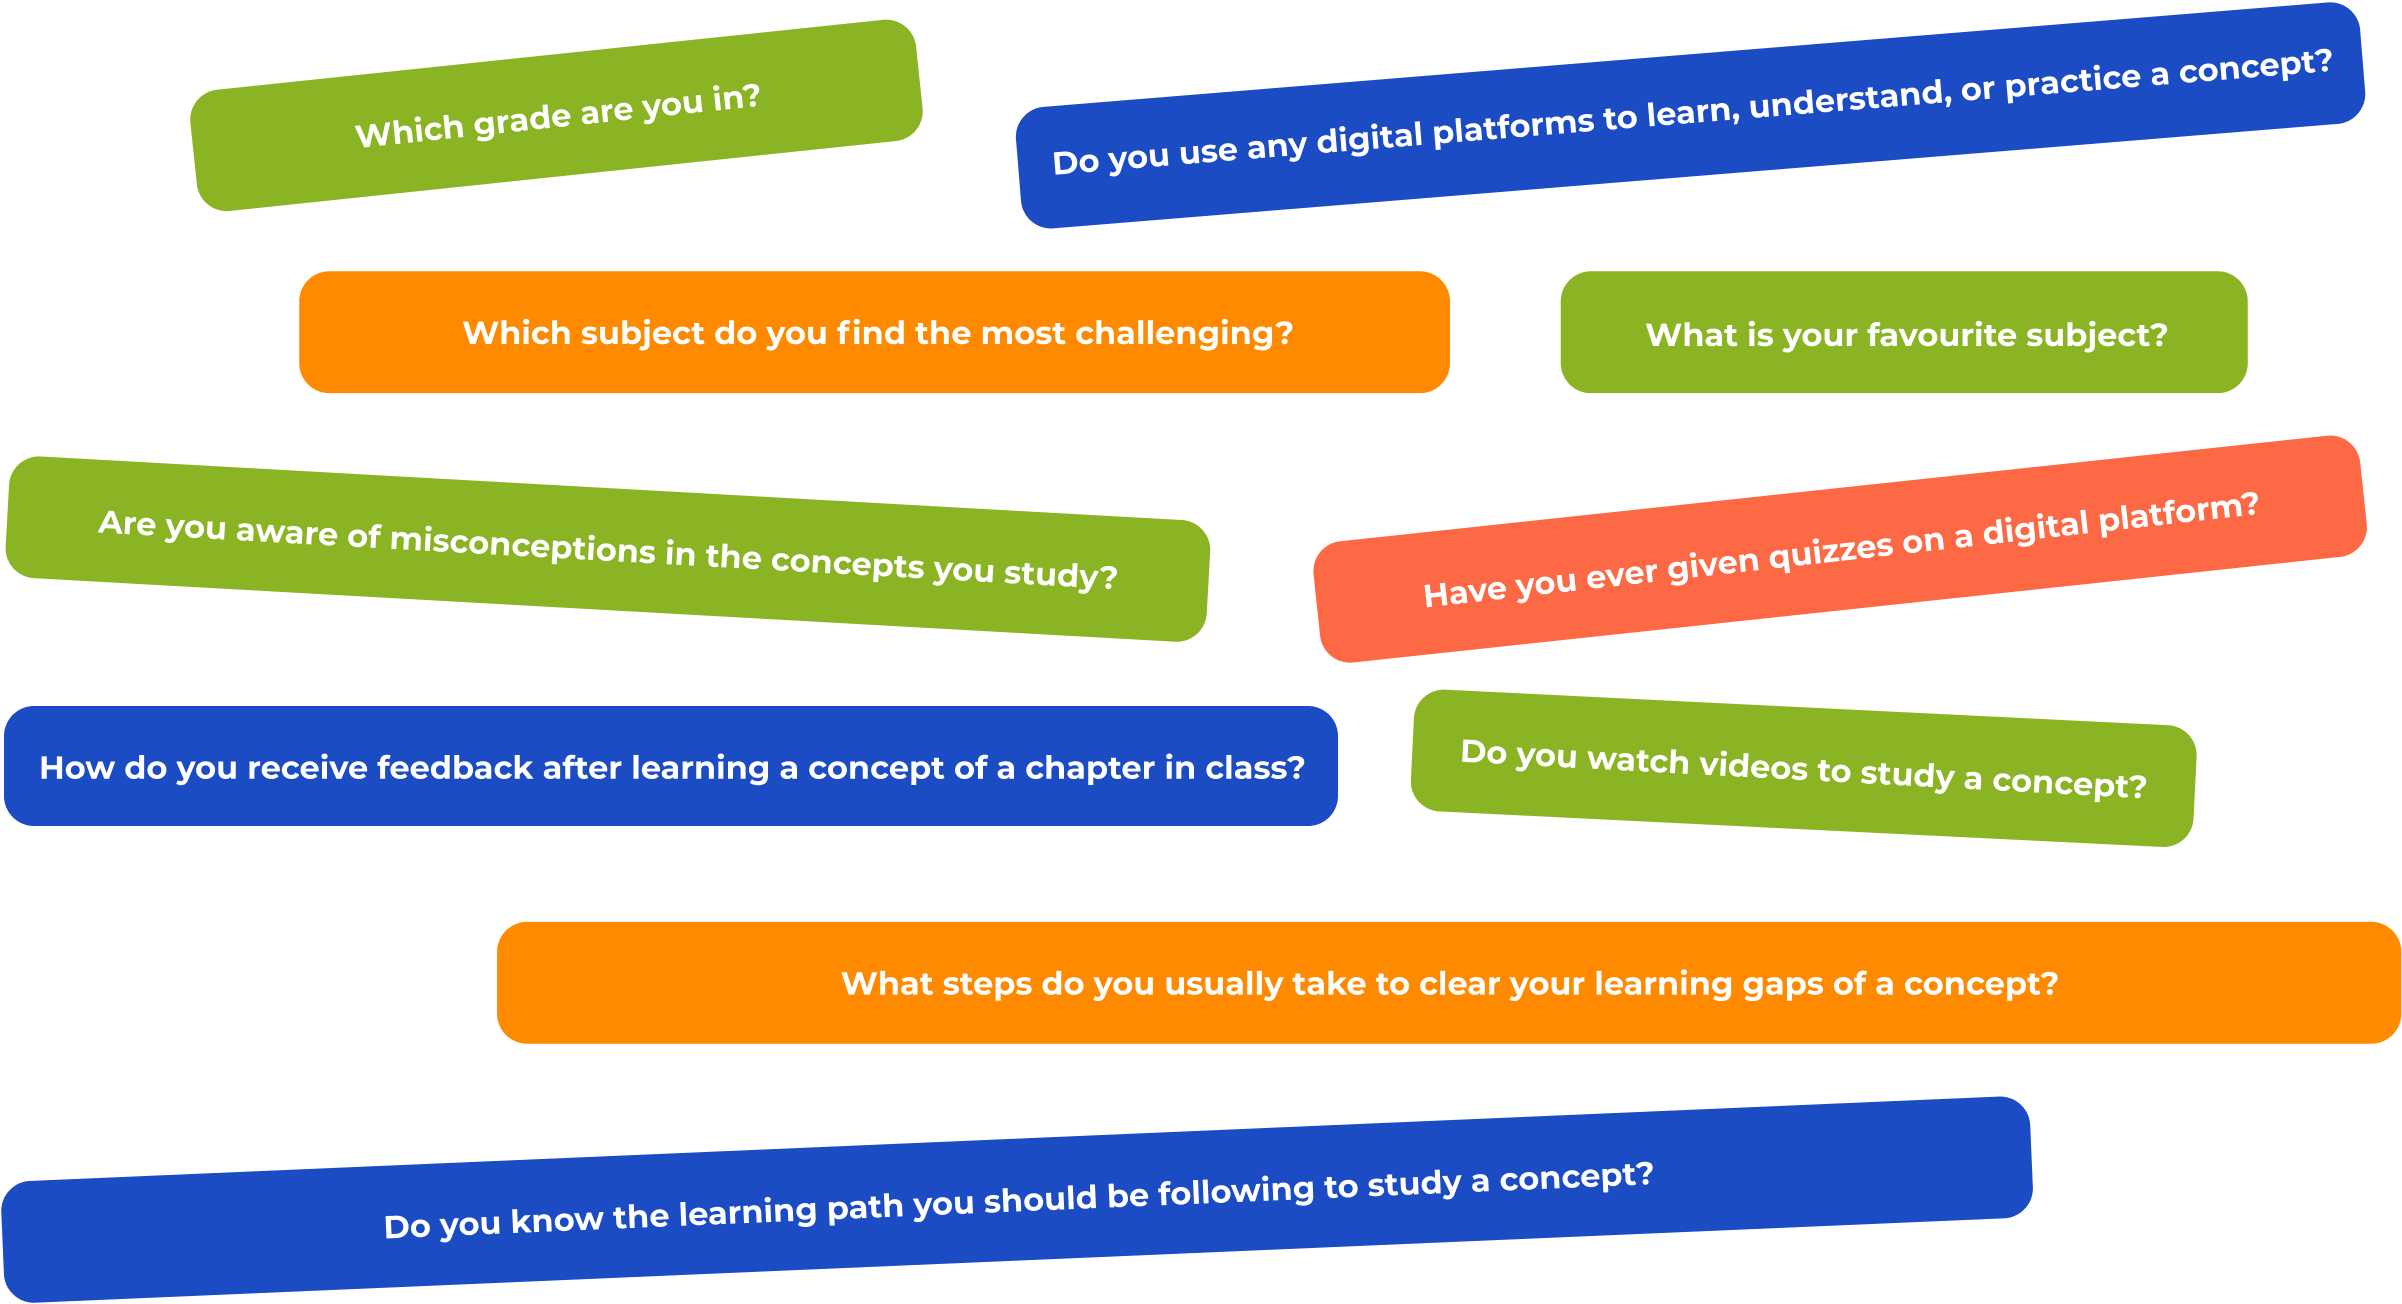 Which grade are you in?
Do you use any digital platforms to learn, understand, or practice a concept?
Which subject do you find the most challenging?
What is your favourite subject?
Are you aware of misconceptions in the concepts you study?
Have you ever given quizzes on a digital platform?
How do you receive feedback after learning a concept of a chapter in class?
Do you watch videos to study a concept?
What steps do you usually take to clear your learning gaps of a concept?
Do you know the learning path you should be following to study a concept?